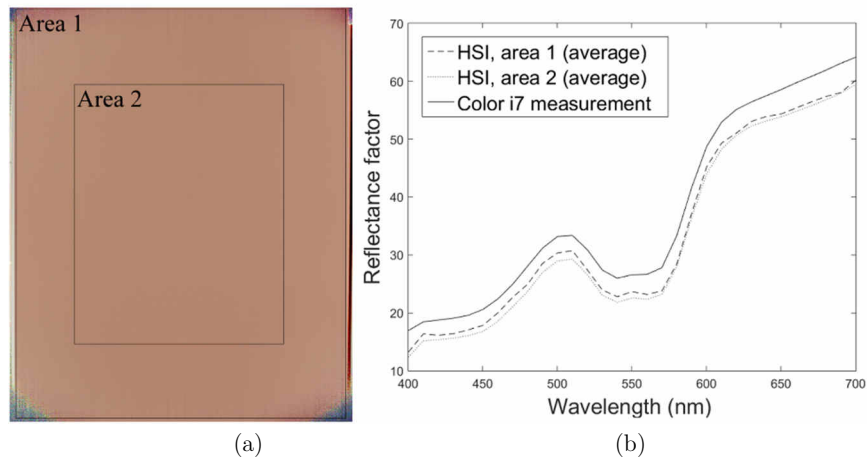 Area 1
Area 2
(a)
70
60
50
40
30
20
10
Reflectance factor
HSI, area 1 (average)
HSI, area 2 (average)
Color i7 measurement
400
450
500
550
600
650
700
Wavelength (nm)
(b)